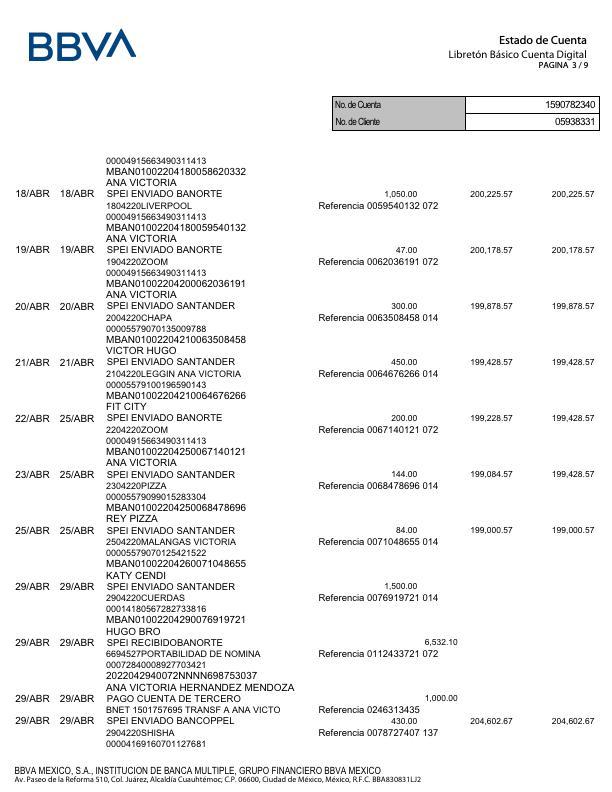 BBVA
Estado de Cuenta
Libretón Básico Cuenta Digital
PAGINA 3 / 9
No. de Cuenta 1590782340
No. de Cliente 05938331
00004915663490311413
MBAN01002204180058620332
ANA VICTORIA
18/ABR 18/ABR SPEI ENVIADO BANORTE 1,050.00 200,225.57 200,225.57
1804220LIVERPOOL Referencia 0059540132 072
00004915663490311413
MBAN01002204180059540132
ANA VICTORIA
19/ABR 19/ABR SPEI ENVIADO BANORTE 47.00 200,178.57 200,178.57
1904220ZOOM Referencia 0062036191 072
00004915663490311413
MBAN01002204200062036191
ANA VICTORIA
20/ABR 20/ABR SPEI ENVIADO SANTANDER 300.00 199,878.57 199,878.57
2004220CHAPA Referencia 0063508458 014
00005579070135009788
MBAN01002204210063508458
VICTOR HUGO
21/ABR 21/ABR SPEI ENVIADO SANTANDER 450.00 199,428.57 199,428.57
2104220LEGGIN ANA VICTORIA Referencia 0064676266 014
00005579100196590143
MBAN01002204210064676266
FIT CITY
22/ABR 25/ABR SPEI ENVIADO BANORTE 200.00 199,228.57 199,428.57
2204220ZOOM Referencia 0067140121 072
00004915663490311413
MBAN01002204250067140121
ANA VICTORIA
23/ABR 25/ABR SPEI ENVIADO SANTANDER 144.00 199,084.57 199,428.57
2304220PIZZA Referencia 0068478696 014
00005579099015283304
MBAN01002204250068478696
REY PIZZA
25/ABR 25/ABR SPEI ENVIADO SANTANDER 84.00 199,000.57 199,000.57
2504220MALANGAS VICTORIA Referencia 0071048655 014
00005579070125421522
MBAN01002204260071048655
KATY CENDI
29/ABR 29/ABR SPEI ENVIADO SANTANDER 1,500.00
2904220CUERDAS Referencia 0076919721 014
00014180567282733816
MBAN01002204290076919721
HUGO BRO
29/ABR 29/ABR SPEI RECIBIDOBANORTE 6,532.10
6694527PORTABILIDAD DE NOMINA Referencia 0112433721 072
00072840008927703421
2022042940072NNNN698753037
ANA VICTORIA HERNANDEZ MENDOZA
29/ABR 29/ABR PAGO CUENTA DE TERCERO 1,000.00
BNET 1501757695 TRANSF A ANA VICTO Referencia 0246313435
29/ABR 29/ABR SPEI ENVIADO BANCOPPEL 430.00 204,602.67 204,602.67
2904220SHISHA Referencia 0078727407 137
00004169160701127681
BBVA MEXICO, S.A., INSTITUCION DE BANCA MULTIPLE, GRUPO FINANCIERO BBVA MEXICO
Av. Paseo de la Reforma 510, Col. Juárez, Alcaldía Cuauhtémoc; C.P. 06600, Ciudad de México, México, R.F.C. BBA830831LJ2